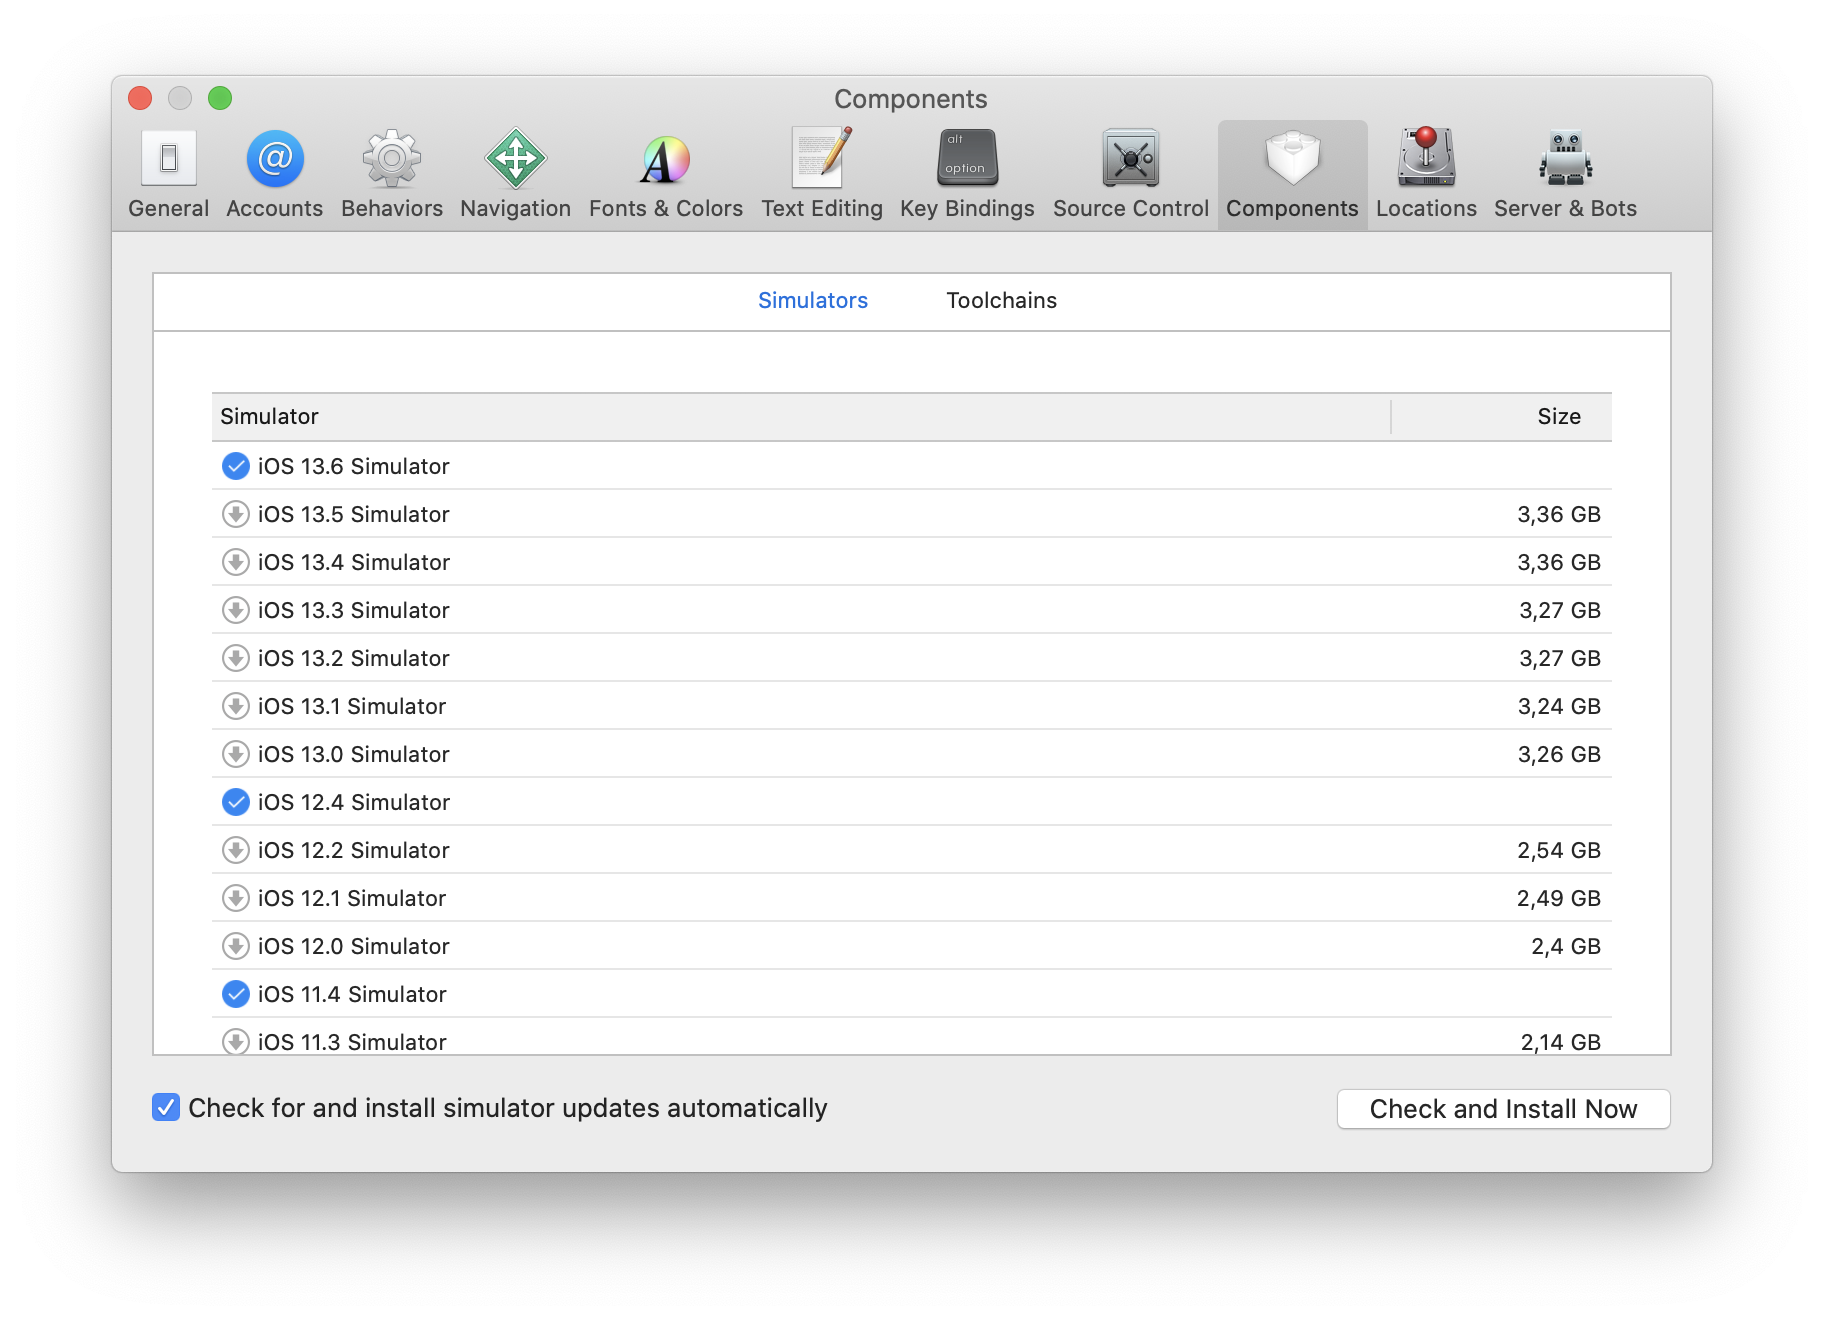 Components
General Accounts Behaviors Navigation Fonts & Colors Text Editing alt option Key Bindings Source Control Components Locations Server & Bots
Simulators Toolchains
Simulator Size
iOS 13.6 Simulator
iOS 13.5 Simulator 3,36 GB
iOS 13.4 Simulator 3,36 GB
iOS 13.3 Simulator 3,27 GB
iOS 13.2 Simulator 3,27 GB
iOS 13.1 Simulator 3,24 GB
iOS 13.0 Simulator 3,26 GB
iOS 12.4 Simulator
iOS 12.2 Simulator 2,54 GB
iOS 12.1 Simulator 2,49 GB
iOS 12.0 Simulator 2,4 GB
iOS 11.4 Simulator
iOS 11.3 Simulator 2,14 GB
Check for and install simulator updates automatically Check and Install Now